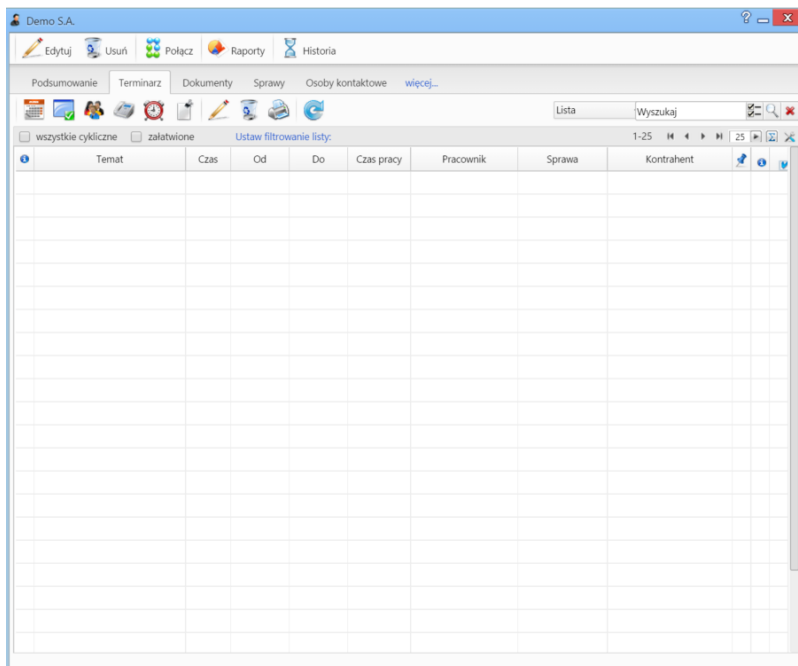 Demo S.A.
Edytuj Usuń Połącz Raporty Historia
Podsumowanie Terminarz Dokumenty Sprawy Osoby kontaktowe więcej...
Lista Wyszukaj
wszystkie cykliczne załatwione Ustaw filtrowanie listy: 1-25 25
Temat Czas Od Do Czas pracy Pracownik Sprawa Kontrahent